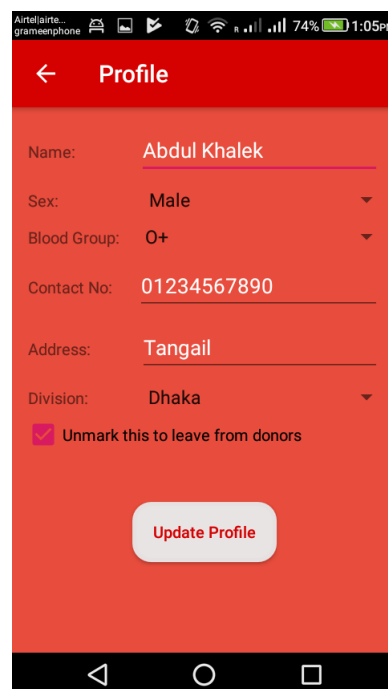 Airtel|airte...
grameenphone R 74% 1:05PM
Profile
Name: Abdul Khalek
Sex: Male
Blood Group: O+
Contact No: 01234567890
Address: Tangail
Division: Dhaka
Unmark this to leave from donors
Update Profile